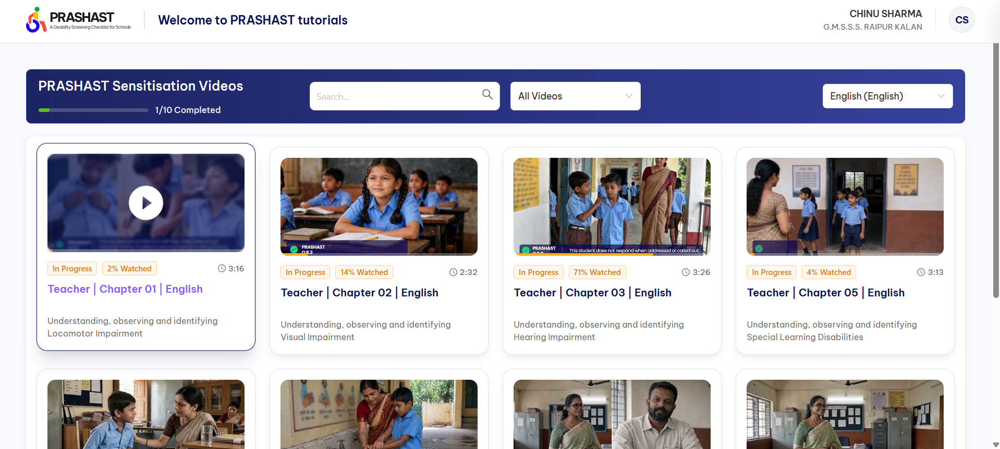 PRASHAST
A Disability Screening Checklist for Schools
Welcome to PRASHAST tutorials
CHINU SHARMA
G.M.S.S.S. RAIPUR KALAN
CS
PRASHAST Sensitisation Videos
1/10 Completed
Search...
All Videos
English (English)
In Progress
2% Watched
3:16
Teacher | Chapter 01 | English
Understanding, observing and identifying
Locomotor Impairment
PRASHAST
Q 8.2
In Progress
14% Watched
2:32
Teacher | Chapter 02 | English
Understanding, observing and identifying
Visual Impairment
PRASHAST
This student does not respond when addressed or called out.
In Progress
71% Watched
3:26
Teacher | Chapter 03 | English
Understanding, observing and identifying
Hearing Impairment
In Progress
4% Watched
3:13
Teacher | Chapter 05 | English
Understanding, observing and identifying
Special Learning Disabilities